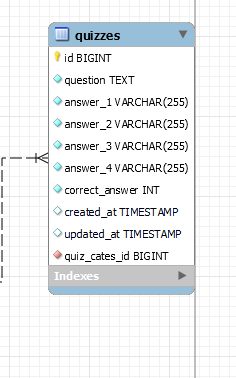 quizzes
id BIGINT
question TEXT
answer_1 VARCHAR(255)
answer_2 VARCHAR(255)
answer_3 VARCHAR(255)
answer_4 VARCHAR(255)
correct_answer INT
created_at TIMESTAMP
updated_at TIMESTAMP
quiz_cates_id BIGINT
Indexes